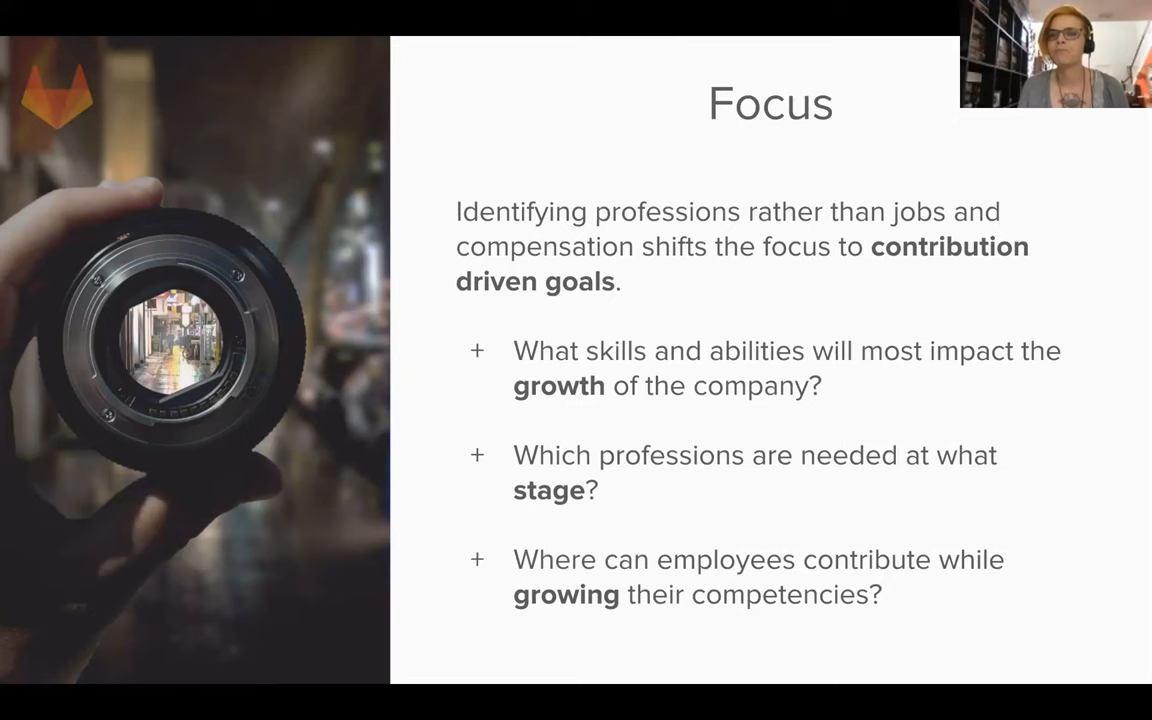 Focus
Identifying professions rather than jobs and
compensation shifts the focus to contribution
driven goals.
+ What skills and abilities will most impact the
growth of the company?
+ Which professions are needed at what
stage?
+ Where can employees contribute while
growing their competencies?